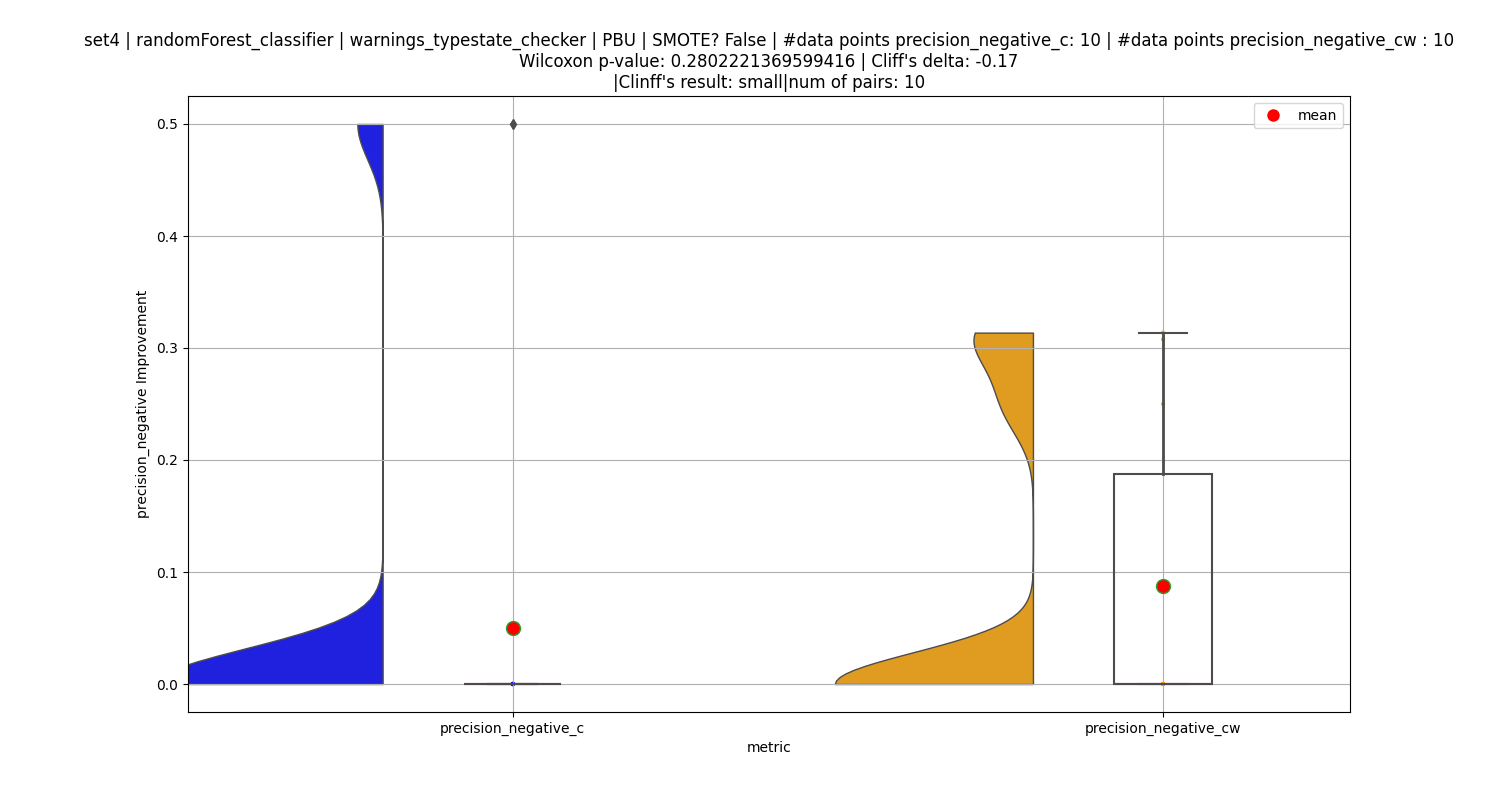 set4 | randomForest_classifier | warnings_typestate_checker | PBU | SMOTE? False | #data points precision_negative_c: 10 | #data points precision_negative_cw : 10
Wilcoxon p-value: 0.2802221369599416 | Cliff's delta: -0.17
|Clinff's result: small|num of pairs: 10
mean
0.5
0.4
0.3
0.2
0.1
0.0
precision_negative Improvement
precision_negative_c
precision_negative_cw
metric